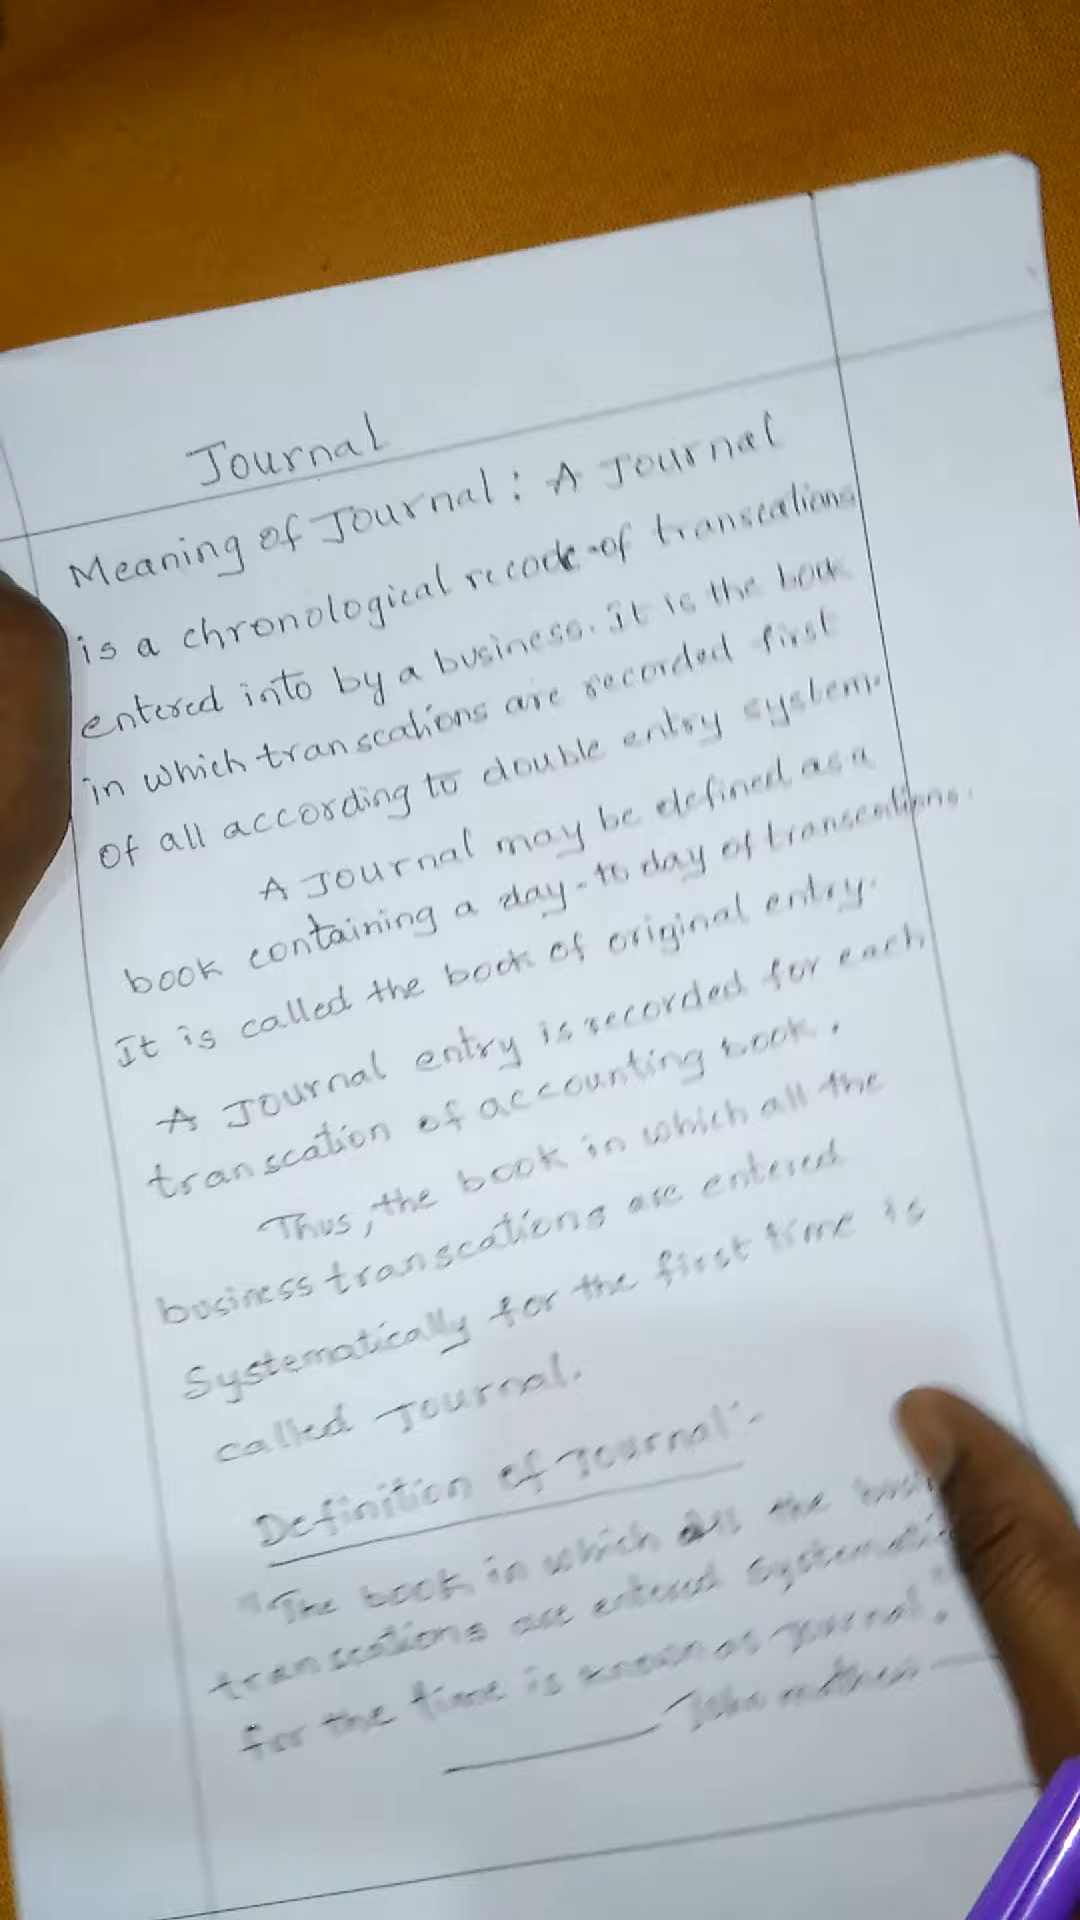 Journal
Meaning of Journal : A Journal
is a chronological recode of transcations
entered into by a business. It is the book
in which transcations are recorded first
of all according to double entry system.
A Journal may be defined as a
book containing a day-to day of transcations.
It is called the book of original entry.
A Journal entry is recorded for each
transcation of accounting book.
Thus, the book in which all the
business transcations are entered
Systematically for the first time is
called Journal.
Definition of Journal :-
"The book in which all the
transcations are entered
for the time is known as Journal."
John